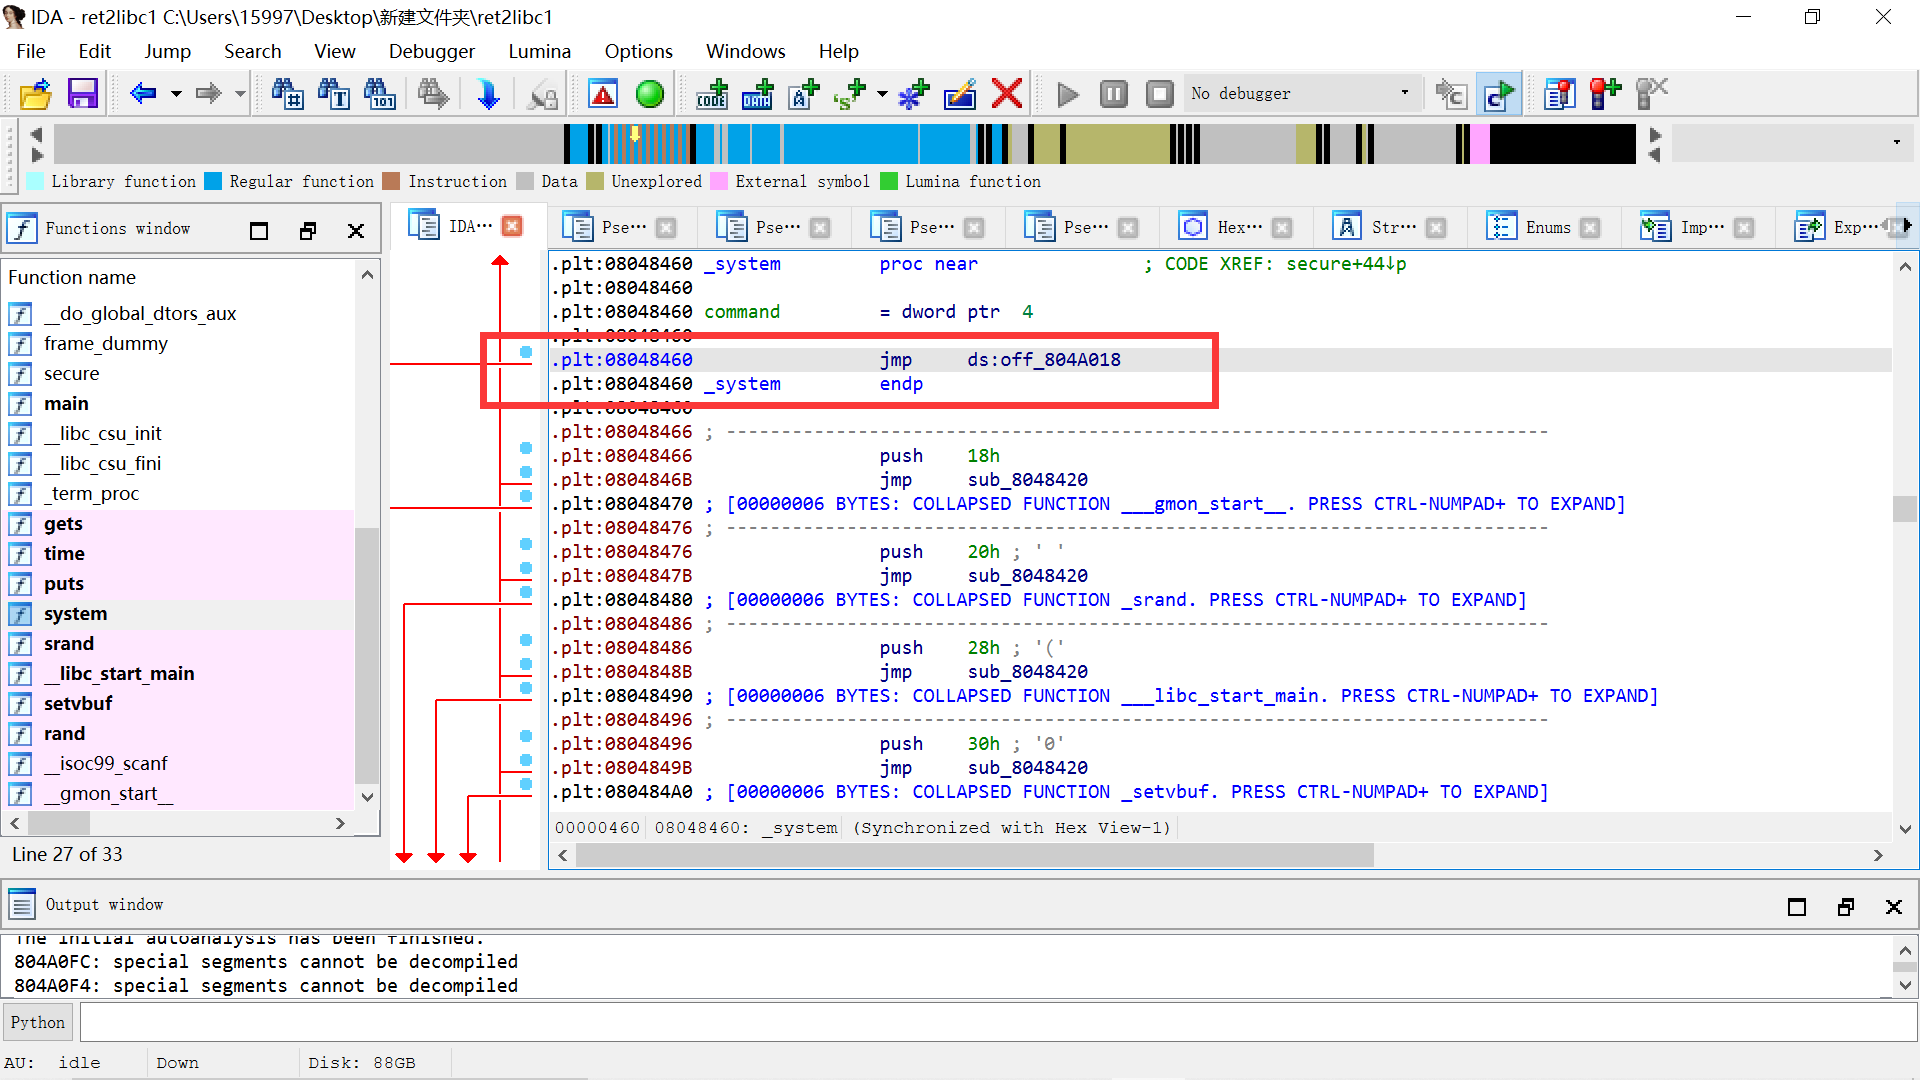 IDA - ret2libc1 C:\Users\15997\Desktop\新建文件夹\ret2libc1
File Edit Jump Search View Debugger Lumina Options Windows Help
No debugger
Library function Regular function Instruction Data Unexplored External symbol Lumina function
Functions window
IDA··· Pse··· Pse··· Pse··· Pse··· Hex··· Str··· Enums Imp··· Exp···
Function name
__do_global_dtors_aux
frame_dummy
secure
main
__libc_csu_init
__libc_csu_fini
_term_proc
gets
time
puts
system
srand
__libc_start_main
setvbuf
rand
__isoc99_scanf
__gmon_start__
Line 27 of 33
.plt:08048460 _system proc near ; CODE XREF: secure+44↓p
.plt:08048460
.plt:08048460 command = dword ptr 4
.plt:08048460
.plt:08048460 jmp ds:off_804A018
.plt:08048460 _system endp
.plt:08048460
.plt:08048466 ; ---------------------------------------------------------------------------
.plt:08048466 push 18h
.plt:0804846B jmp sub_8048420
.plt:08048470 ; [00000006 BYTES: COLLAPSED FUNCTION ___gmon_start__. PRESS CTRL-NUMPAD+ TO EXPAND]
.plt:08048476 ; ---------------------------------------------------------------------------
.plt:08048476 push 20h ; ' '
.plt:0804847B jmp sub_8048420
.plt:08048480 ; [00000006 BYTES: COLLAPSED FUNCTION _srand. PRESS CTRL-NUMPAD+ TO EXPAND]
.plt:08048486 ; ---------------------------------------------------------------------------
.plt:08048486 push 28h ; '('
.plt:0804848B jmp sub_8048420
.plt:08048490 ; [00000006 BYTES: COLLAPSED FUNCTION ___libc_start_main. PRESS CTRL-NUMPAD+ TO EXPAND]
.plt:08048496 ; ---------------------------------------------------------------------------
.plt:08048496 push 30h ; '0'
.plt:0804849B jmp sub_8048420
.plt:080484A0 ; [00000006 BYTES: COLLAPSED FUNCTION _setvbuf. PRESS CTRL-NUMPAD+ TO EXPAND]
00000460 08048460: _system (Synchronized with Hex View-1)
Output window
The initial autoanalysis has been finished.
804A0FC: special segments cannot be decompiled
804A0F4: special segments cannot be decompiled
Python
AU: idle Down Disk: 88GB